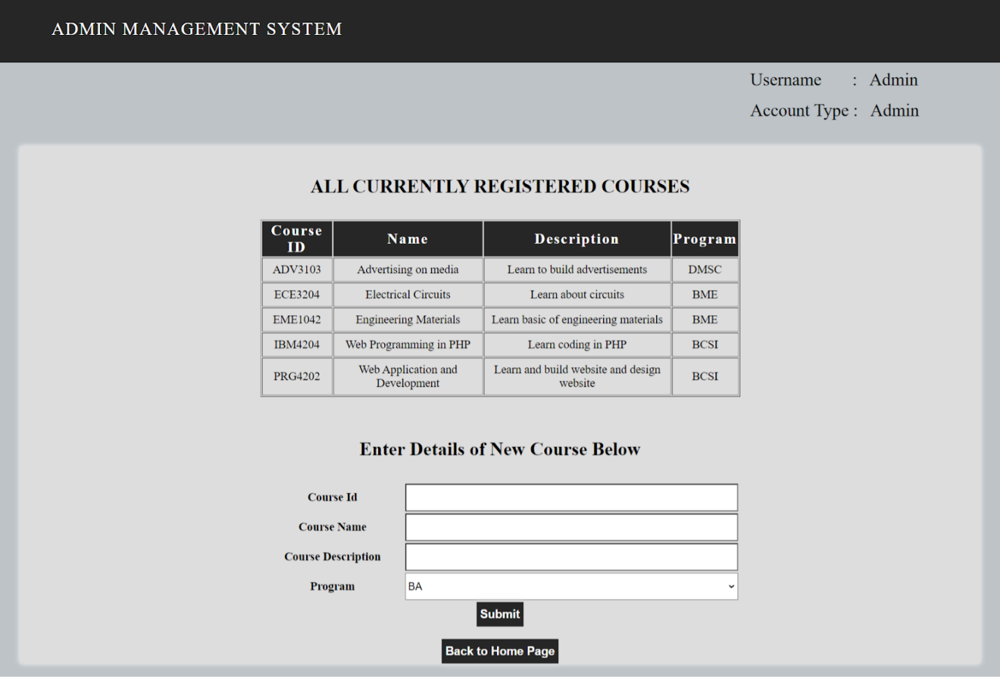 ADMIN MANAGEMENT SYSTEM
Username : Admin
Account Type : Admin
ALL CURRENTLY REGISTERED COURSES
Course ID Name Description Program
ADV3103 Advertising on media Learn to build advertisements DMSC
ECE3204 Electrical Circuits Learn about circuits BME
EME1042 Engineering Materials Learn basic of engineering materials BME
IBM4204 Web Programming in PHP Learn coding in PHP BCSI
PRG4202 Web Application and Development Learn and build website and design website BCSI
Enter Details of New Course Below
Course Id
Course Name
Course Description
Program BA
Submit
Back to Home Page